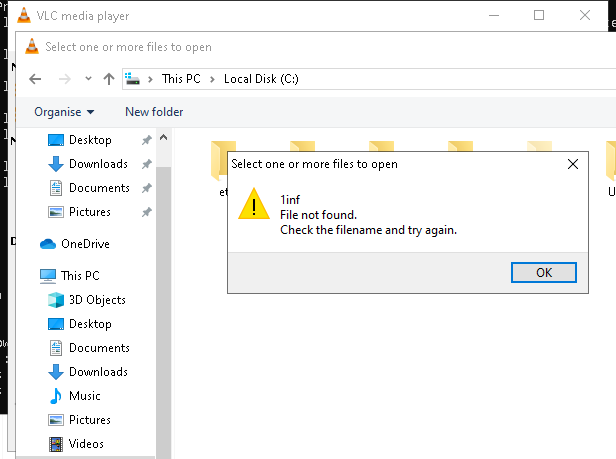 VLC media player
Select one or more files to open
This PC
Local Disk (C:)
Organise
New folder
Desktop
Downloads
Documents
Pictures
OneDrive
This PC
3D Objects
Desktop
Documents
Downloads
Music
Pictures
Videos
et
U
Select one or more files to open
1inf
File not found.
Check the filename and try again.
OK